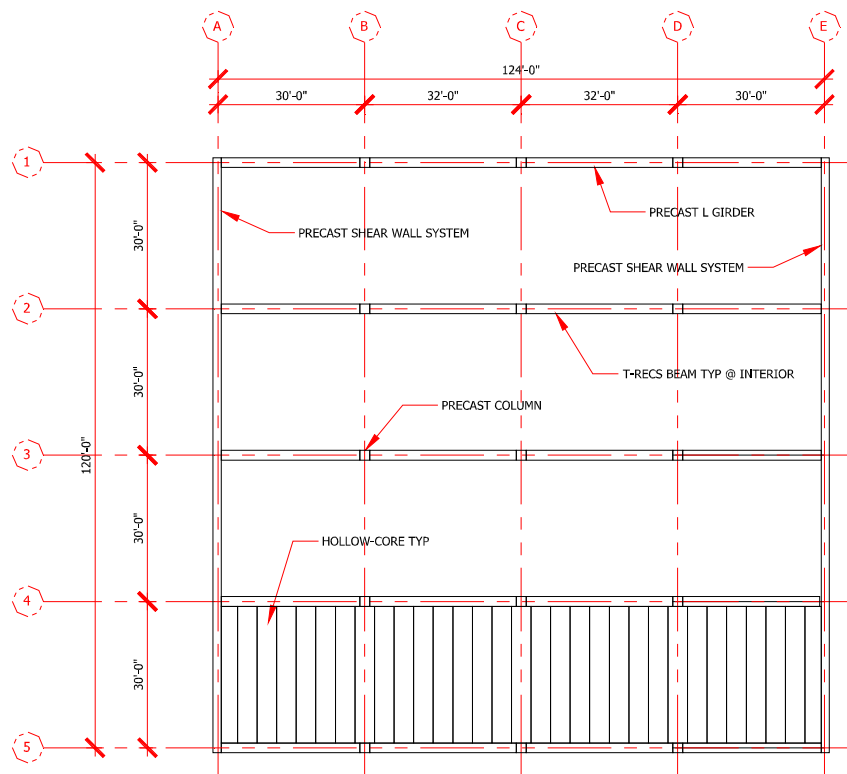 A B C D E
124'-0"
30'-0" 32'-0" 32'-0" 30'-0"
1
PRECAST L GIRDER
PRECAST SHEAR WALL SYSTEM
30'-0"
PRECAST SHEAR WALL SYSTEM
2
T-RECS BEAM TYP @ INTERIOR
30'-0"
PRECAST COLUMN
3
120'-0"
30'-0"
HOLLOW-CORE TYP
4
30'-0"
5